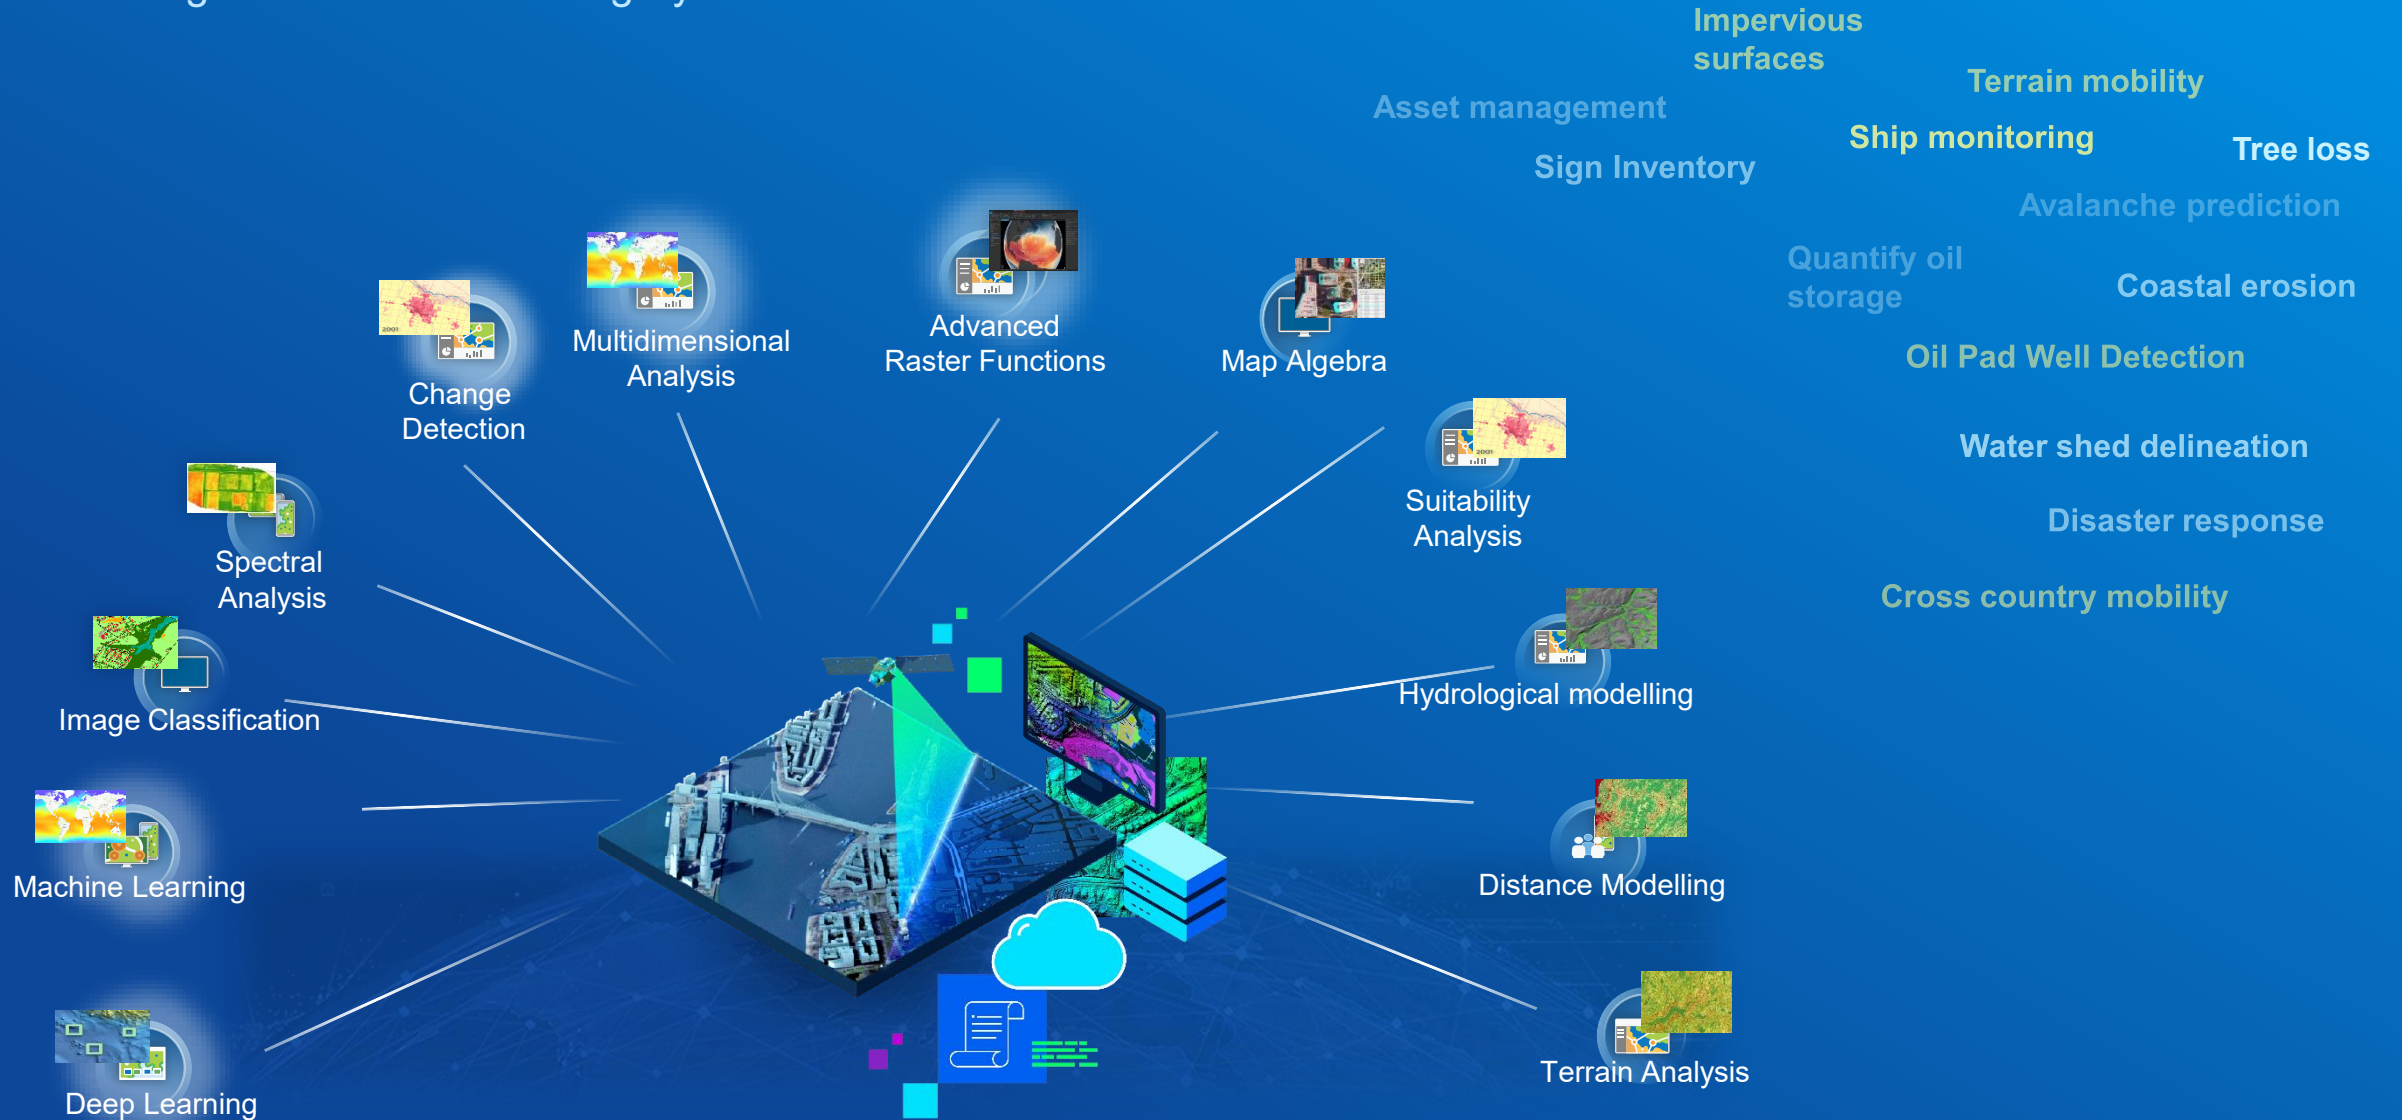 Impervious
surfaces
Terrain mobility
Asset management
Ship monitoring
Tree loss
Sign Inventory
Avalanche prediction
Quantify oil
storage
Coastal erosion
Oil Pad Well Detection
Water shed delineation
Disaster response
Cross country mobility
Multidimensional
Analysis
Advanced
Raster Functions
Map Algebra
Change
Detection
2001
Suitability
Analysis
2001
Spectral
Analysis
Image Classification
Hydrological modelling
Machine Learning
Distance Modelling
Deep Learning
Terrain Analysis